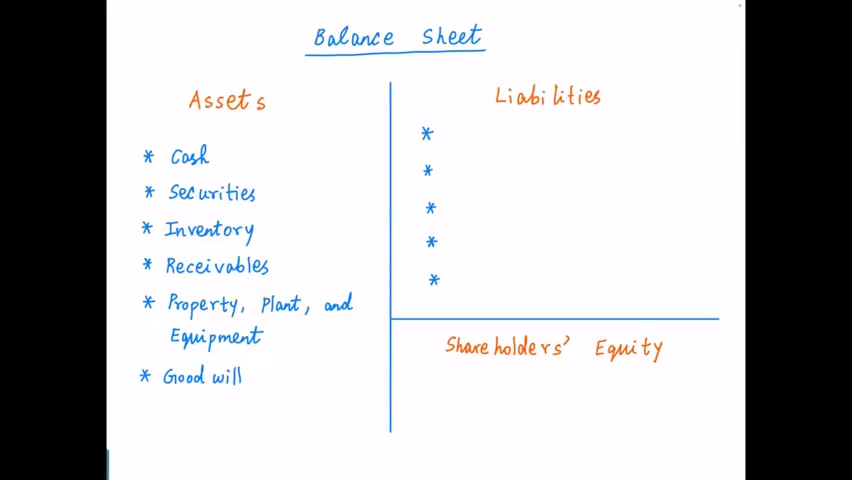 Balance Sheet
Assets
* Cash
* Securities
* Inventory
* Receivables
* Property, Plant, and
Equipment
* Good will
Liabilities
*
*
*
*
*
Shareholders' Equity